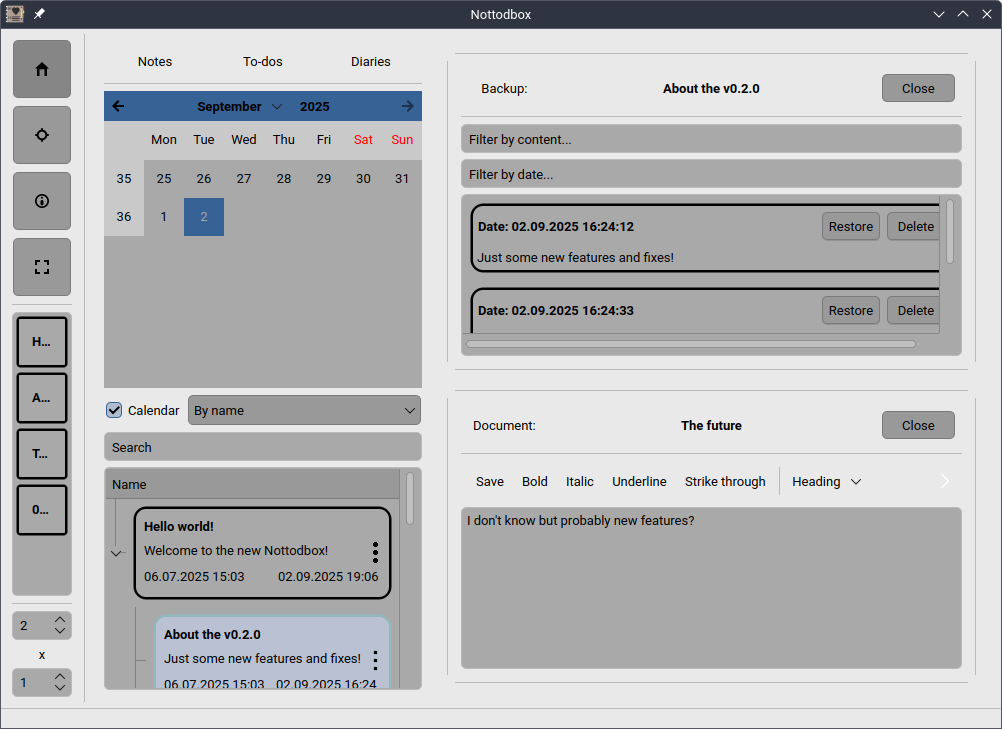 Nottodbox
Notes To-dos Diaries
September 2025
Mon Tue Wed Thu Fri Sat Sun
35 25 26 27 28 29 30 31
36 1 2
Calendar By name
Search
Name
Hello world!
Welcome to the new Nottodbox!
06.07.2025 15:03 02.09.2025 19:06
About the v0.2.0
Just some new features and fixes!
06.07.2025 15:03 02.09.2025 16:24
H...
A...
T...
0...
2
x
1
Backup: About the v0.2.0 Close
Filter by content...
Filter by date...
Date: 02.09.2025 16:24:12 Restore Delete
Just some new features and fixes!
Date: 02.09.2025 16:24:33 Restore Delete
Document: The future Close
Save Bold Italic Underline Strike through Heading
I don't know but probably new features?